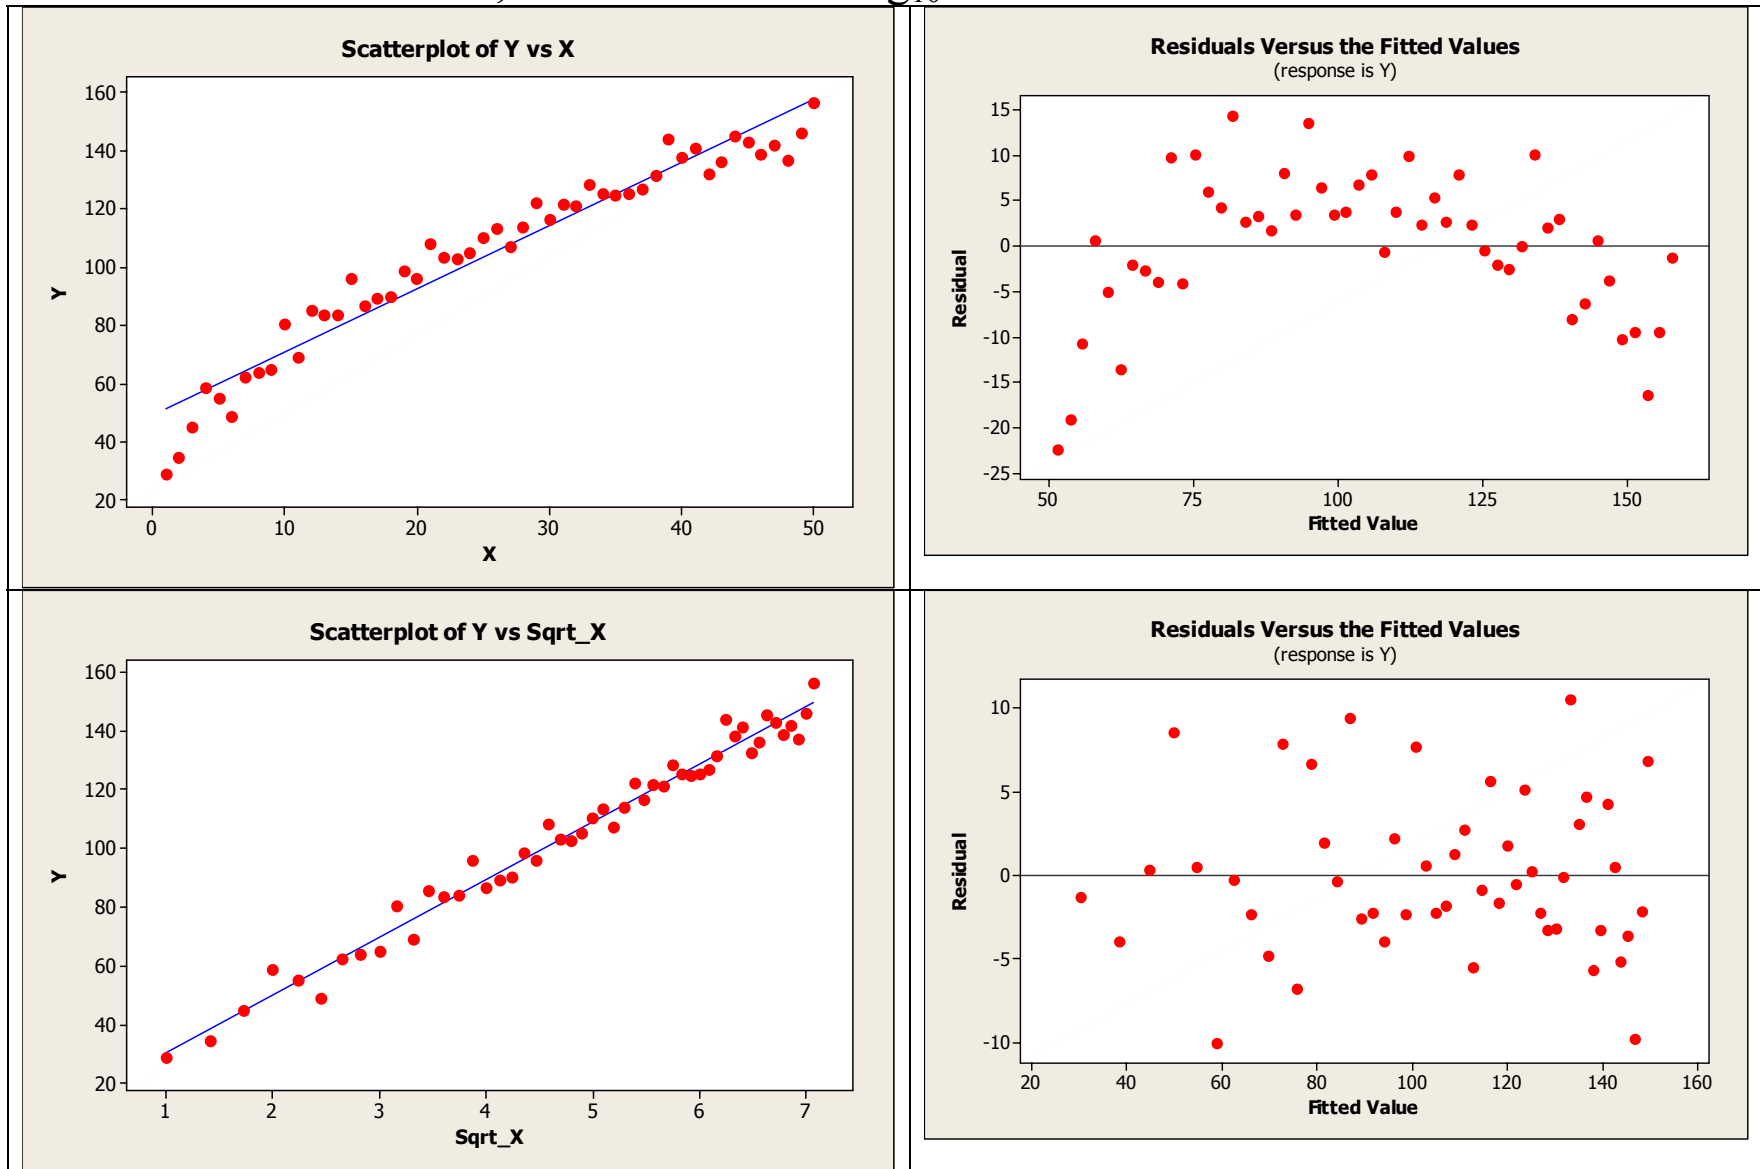 Scatterplot of Y vs X
160
140
120
100
80
60
40
20
Y
0 10 20 30 40 50
X
Residuals Versus the Fitted Values
(response is Y)
15
10
5
0
-5
-10
-15
-20
-25
Residual
50 75 100 125 150
Fitted Value
Scatterplot of Y vs Sqrt_X
160
140
120
100
80
60
40
20
Y
1 2 3 4 5 6 7
Sqrt_X
Residuals Versus the Fitted Values
(response is Y)
10
5
0
-5
-10
Residual
20 40 60 80 100 120 140 160
Fitted Value